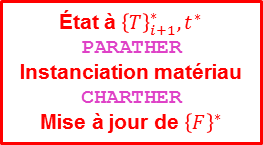 État à {T}*ᵢ₊₁, t*
PARATHER
Instanciation matériau
CHARTHER
Mise à jour de {F}*